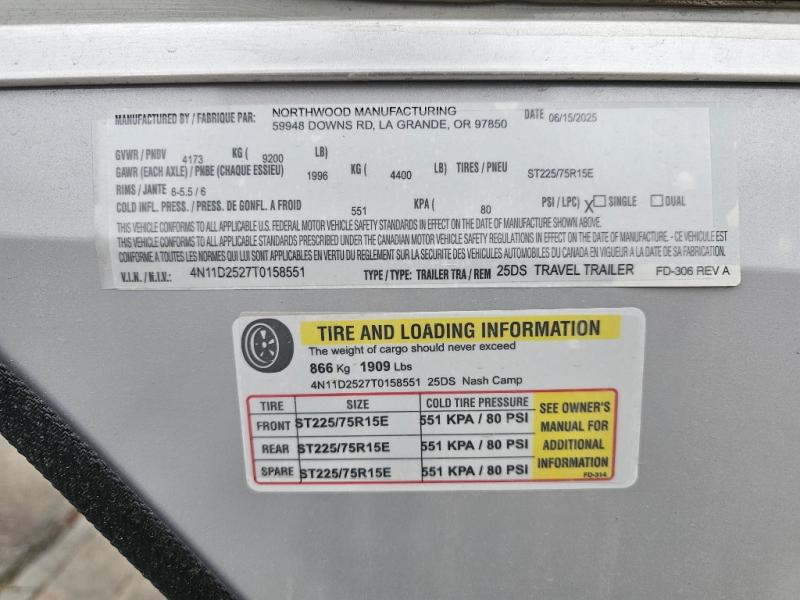 MANUFACTURED BY / FABRIQUE PAR: NORTHWOOD MANUFACTURING DATE 06/15/2025
59948 DOWNS RD, LA GRANDE, OR 97850
GVWR / PNBV 4173 KG ( 9200 LB)
GAWR (EACH AXLE) / PNBE (CHAQUE ESSIEU) 1996 KG ( 4400 LB) TIRES / PNEU ST225/75R15E
RIMS / JANTE 6-5.5 / 6
COLD INFL. PRESS. / PRESS. DE GONFL. A FROID 551 KPA ( 80 PSI / LPC) X SINGLE DUAL
THIS VEHICLE CONFORMS TO ALL APPLICABLE U.S. FEDERAL MOTOR VEHICLE SAFETY STANDARDS IN EFFECT ON THE DATE OF MANUFACTURE SHOWN ABOVE.
THIS VEHICLE CONFORMS TO ALL APPLICABLE STANDARDS PRESCRIBED UNDER THE CANADIAN MOTOR VEHICLE SAFETY REGULATIONS IN EFFECT ON THE DATE OF MANUFACTURE. - CE VEHICULE EST
CONFORME A TOUTES LES NORMES QUI LUI SONT APPLICABLES EN VERTU DU REGLEMENT SUR LA SECURITE DES VEHICULES AUTOMOBILES DU CANADA EN VIGUEUR A LA DATE DE SA FABRICATION.
V.I.N. / N.I.V. 4N11D2527T0158551 TYPE / TYPE: TRAILER TRA / REM 25DS TRAVEL TRAILER FD-306 REV A
TIRE AND LOADING INFORMATION
The weight of cargo should never exceed
866 Kg 1909 Lbs
4N11D2527T0158551 25DS Nash Camp
TIRE SIZE COLD TIRE PRESSURE
FRONT ST225/75R15E 551 KPA / 80 PSI
REAR ST225/75R15E 551 KPA / 80 PSI
SPARE ST225/75R15E 551 KPA / 80 PSI
SEE OWNER'S
MANUAL FOR
ADDITIONAL
INFORMATION
FD-314